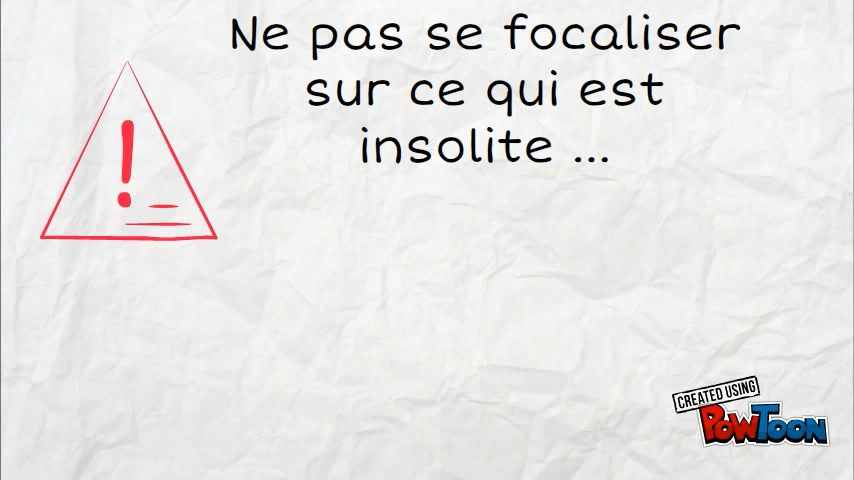 Ne pas se focaliser
sur ce qui est
insolite ...
CREATED USING
POWTOON